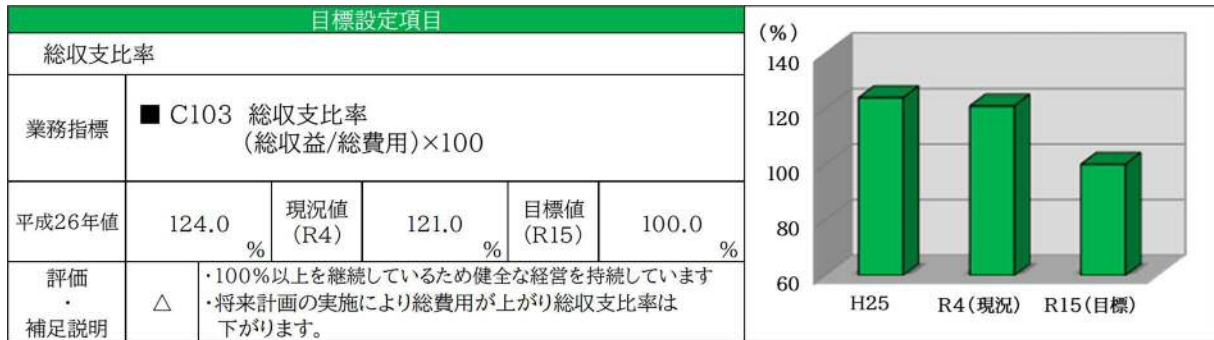 目標設定項目
総収支比率
業務指標
■ C103 総収支比率
(総収益/総費用)×100
平成26年値
124.0
%
現況値
(R4)
121.0
%
目標値
(R15)
100.0
%
評価
・
補足説明
△
・100%以上を継続しているため健全な経営を持続しています
・将来計画の実施により総費用が上がり総収支比率は
下がります。
(%)
140
120
100
80
60
H25
R4(現況)
R15(目標)